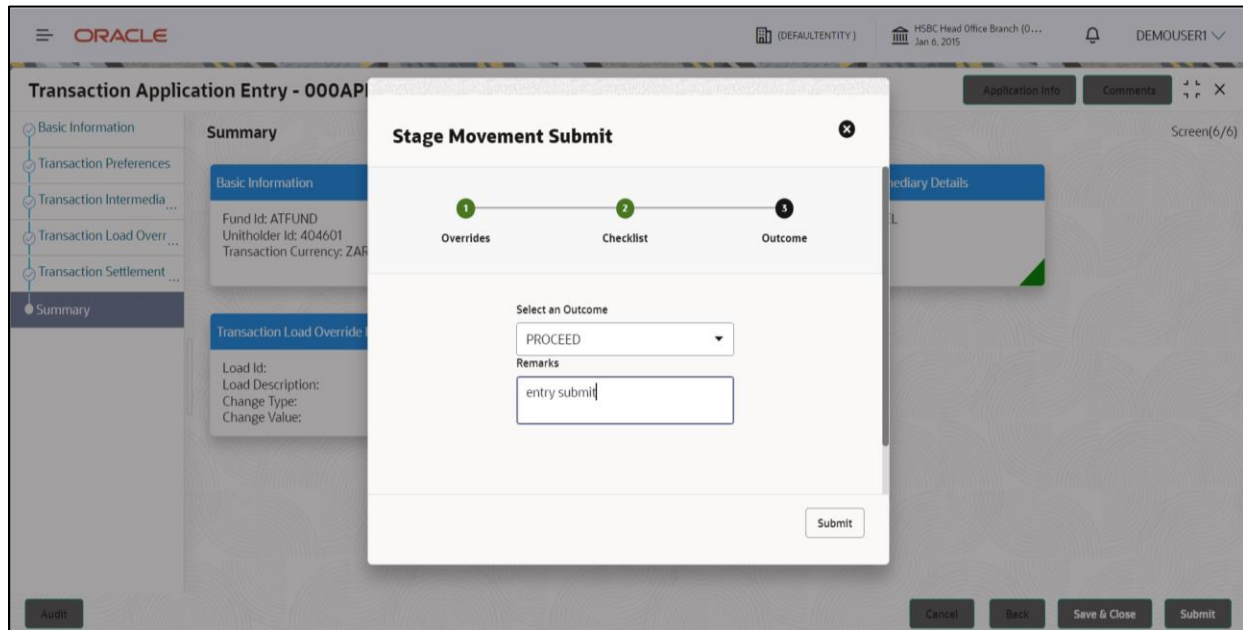 ORACLE
(DEFAULTENTITY)
HSBC Head Office Branch (0...
Jan 6, 2015
DEMOUSER1
Transaction Application Entry - 000API
Application Info
Comments
Basic Information
Transaction Preferences
Transaction Intermedia...
Transaction Load Overr...
Transaction Settlement ...
Summary
Summary
Screen(6/6)
Basic Information
Fund Id: ATFUND
Unitholder Id: 404601
Transaction Currency: ZAR
Transaction Load Override
Load Id:
Load Description:
Change Type:
Change Value:
Stage Movement Submit
1
2
3
Overrides
Checklist
Outcome
Select an Outcome
PROCEED
Remarks
entry submit
Submit
mediary Details
Audit
Cancel
Back
Save & Close
Submit